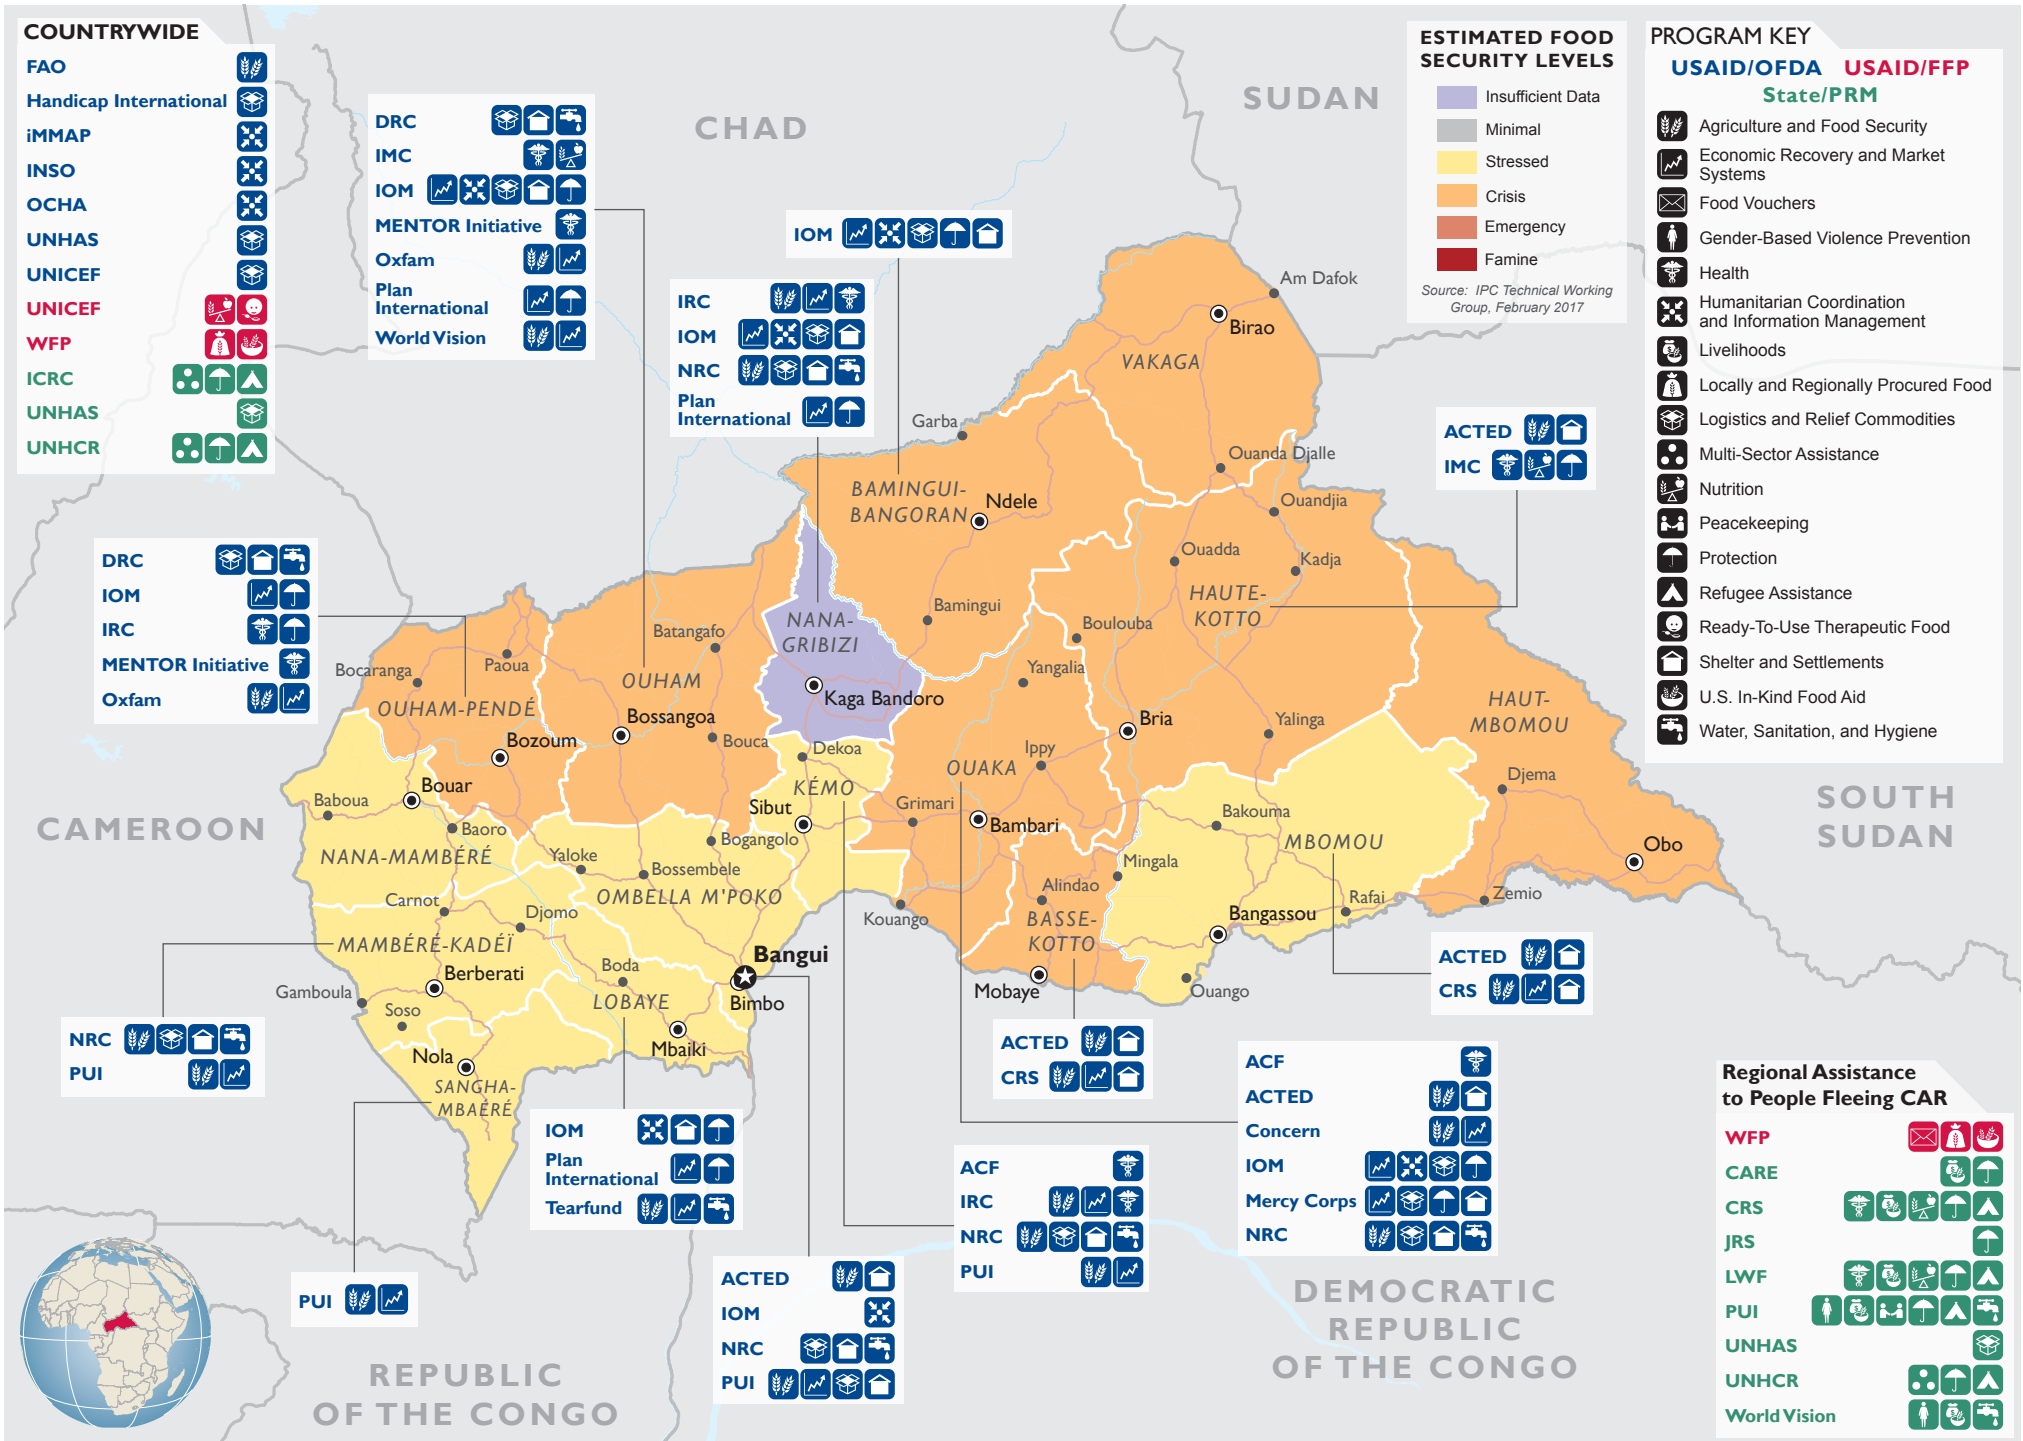 COUNTRYWIDE
FAO
Handicap International
iMMAP
INSO
OCHA
UNHAS
UNICEF
UNICEF
WFP
ICRC
UNHAS
UNHCR
DRC
IMC
IOM
MENTOR Initiative
Oxfam
Plan
International
World Vision
IRC
IOM
NRC
Plan
International
IOM
ESTIMATED FOOD
SECURITY LEVELS
Insufficient Data
Minimal
Stressed
Crisis
Emergency
Famine
Source: IPC Technical Working
Group, February 2017
PROGRAM KEY
USAID/OFDA USAID/FFP
State/PRM
Agriculture and Food Security
Economic Recovery and Market
Systems
Food Vouchers
Gender-Based Violence Prevention
Health
Humanitarian Coordination
and Information Management
Livelihoods
Locally and Regionally Procured Food
Logistics and Relief Commodities
Multi-Sector Assistance
Nutrition
Peacekeeping
Protection
Refugee Assistance
Ready-To-Use Therapeutic Food
Shelter and Settlements
U.S. In-Kind Food Aid
Water, Sanitation, and Hygiene
ACTED
IMC
DRC
IOM
IRC
MENTOR Initiative
Oxfam
CHAD
SUDAN
CAMEROON
SOUTH
SUDAN
REPUBLIC
OF THE CONGO
DEMOCRATIC
REPUBLIC
OF THE CONGO
Am Dafok
Birao
VAKAGA
Garba
Ouanda Djalle
BAMINGUI-
BANGORAN
Ndele
Ouandjia
Ouadda
Kadja
HAUTE-
KOTTO
Bamingui
Boulouba
NANA-
GRIBIZI
Kaga Bandoro
Batangafo
Yangalia
Bocaranga
Paoua
OUHAM
OUHAM-PENDÉ
Bossangoa
Bozoum
Bouca
Dekoa
Bria
Yalinga
HAUT-
MBOMOU
Ippy
OUAKA
Djema
Bouar
Baboua
KÉMO
Sibut
Grimari
Bambari
Bakouma
MBOMOU
Obo
Baoro
Bogangolo
NANA-MAMBÉRÉ
Yaloke
Bossembele
OMBELLA M'POKO
Mingala
Alindao
Rafai
Zemio
Carnot
Djomo
Kouango
BASSE-
KOTTO
Bangassou
MAMBÉRÉ-KADÉÏ
Bangui
Berberati
Boda
LOBAYE
Bimbo
Mobaye
Ouango
Gamboula
Soso
Nola
Mbaiki
SANGHA-
MBAÉRÉ
NRC
PUI
PUI
IOM
Plan
International
Tearfund
ACTED
IOM
NRC
PUI
ACF
IRC
NRC
PUI
ACTED
CRS
ACF
ACTED
Concern
IOM
Mercy Corps
NRC
ACTED
CRS
Regional Assistance
to People Fleeing CAR
WFP
CARE
CRS
JRS
LWF
PUI
UNHAS
UNHCR
World Vision